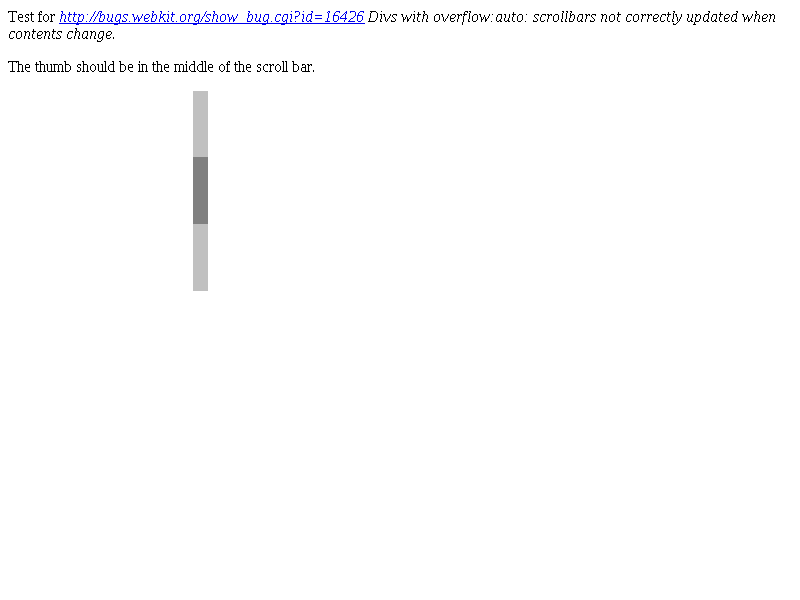 Test for http://bugs.webkit.org/show_bug.cgi?id=16426 Divs with overflow:auto: scrollbars not correctly updated when
contents change.
The thumb should be in the middle of the scroll bar.